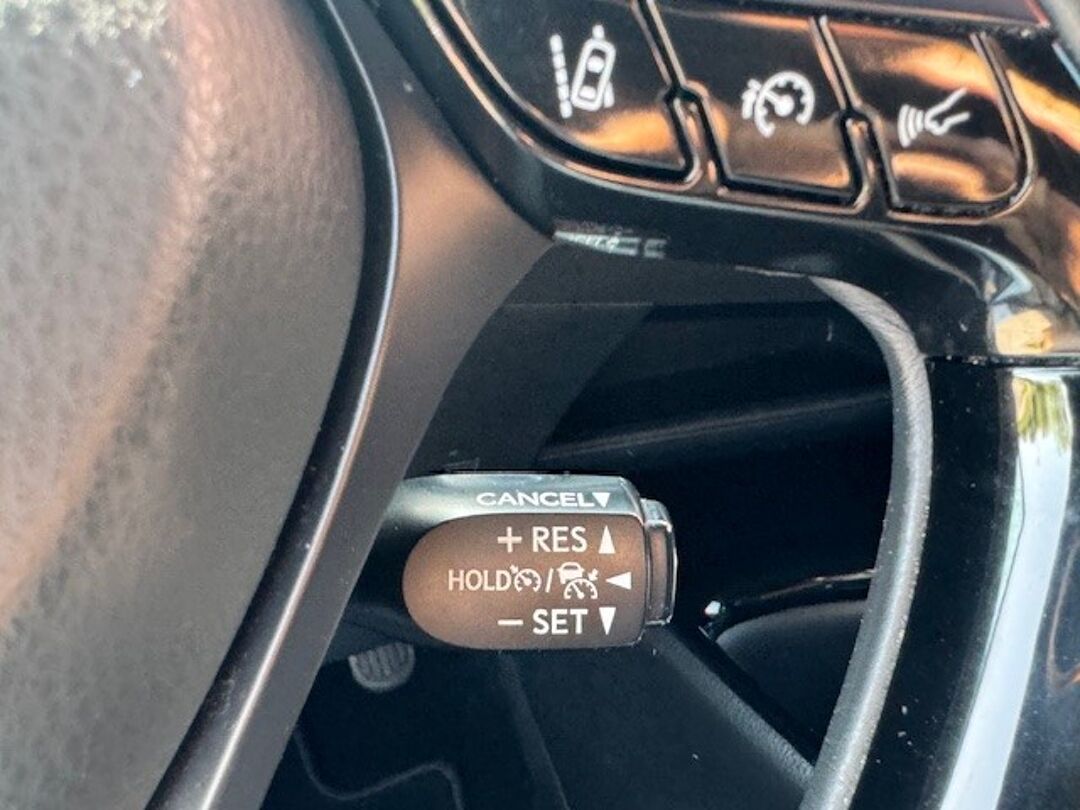 CANCEL▼
+ RES ▲
HOLD / ◀
− SET ▼